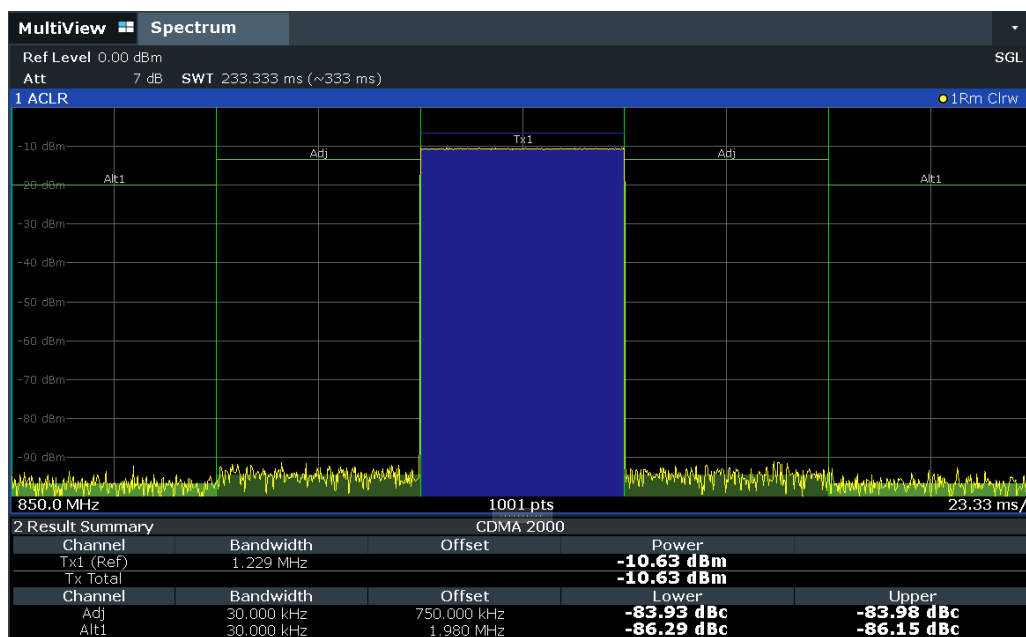 MultiView Spectrum
Ref Level 0.00 dBm SGL
Att 7 dB SWT 233.333 ms (~333 ms)
1 ACLR 1Rm Clrw
Tx1
-10 dBm
Adj Adj
Alt1 Alt1
-20 dBm
-30 dBm
-40 dBm
-50 dBm
-60 dBm
-70 dBm
-80 dBm
-90 dBm
850.0 MHz 1001 pts 23.33 ms/
2 Result Summary CDMA 2000
Channel Bandwidth Offset Power
Tx1 (Ref) 1.229 MHz -10.63 dBm
Tx Total -10.63 dBm
Channel Bandwidth Offset Lower Upper
Adj 30.000 kHz 750.000 kHz -83.93 dBc -83.98 dBc
Alt1 30.000 kHz 1.980 MHz -86.29 dBc -86.15 dBc